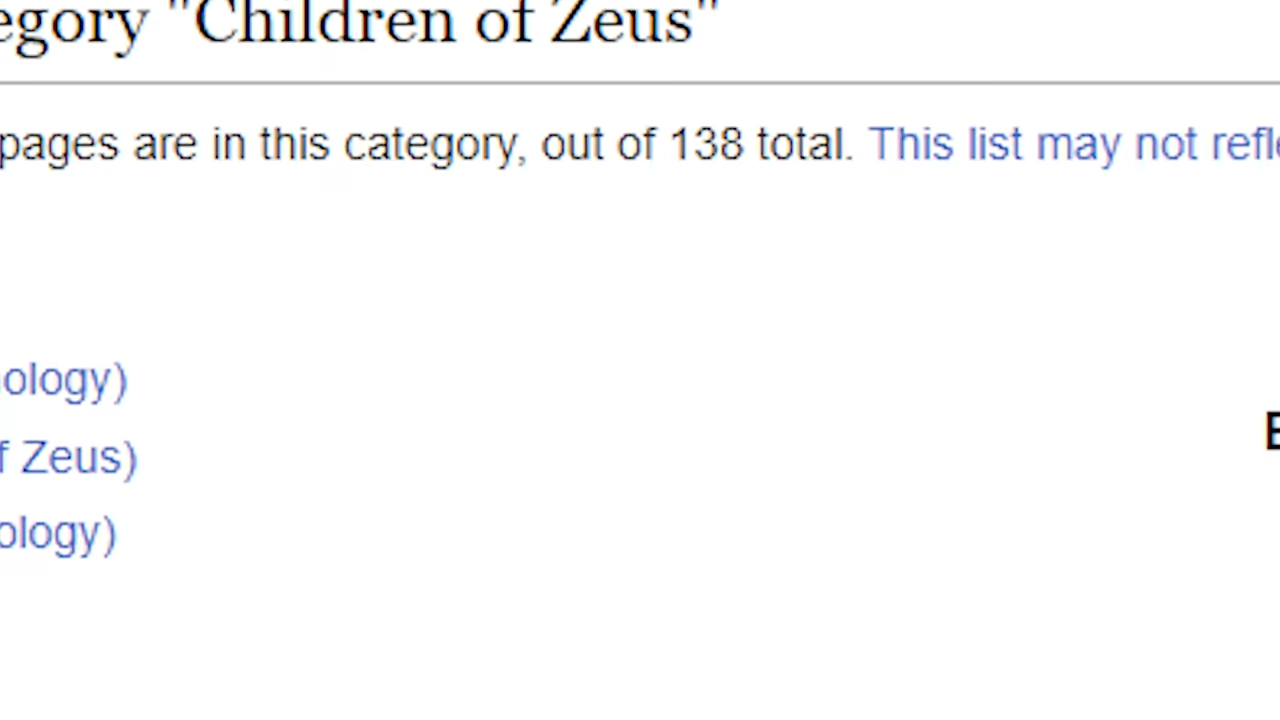 egory "Children of Zeus"
pages are in this category, out of 138 total. This list may not refle
ology)
f Zeus)
E
ology)